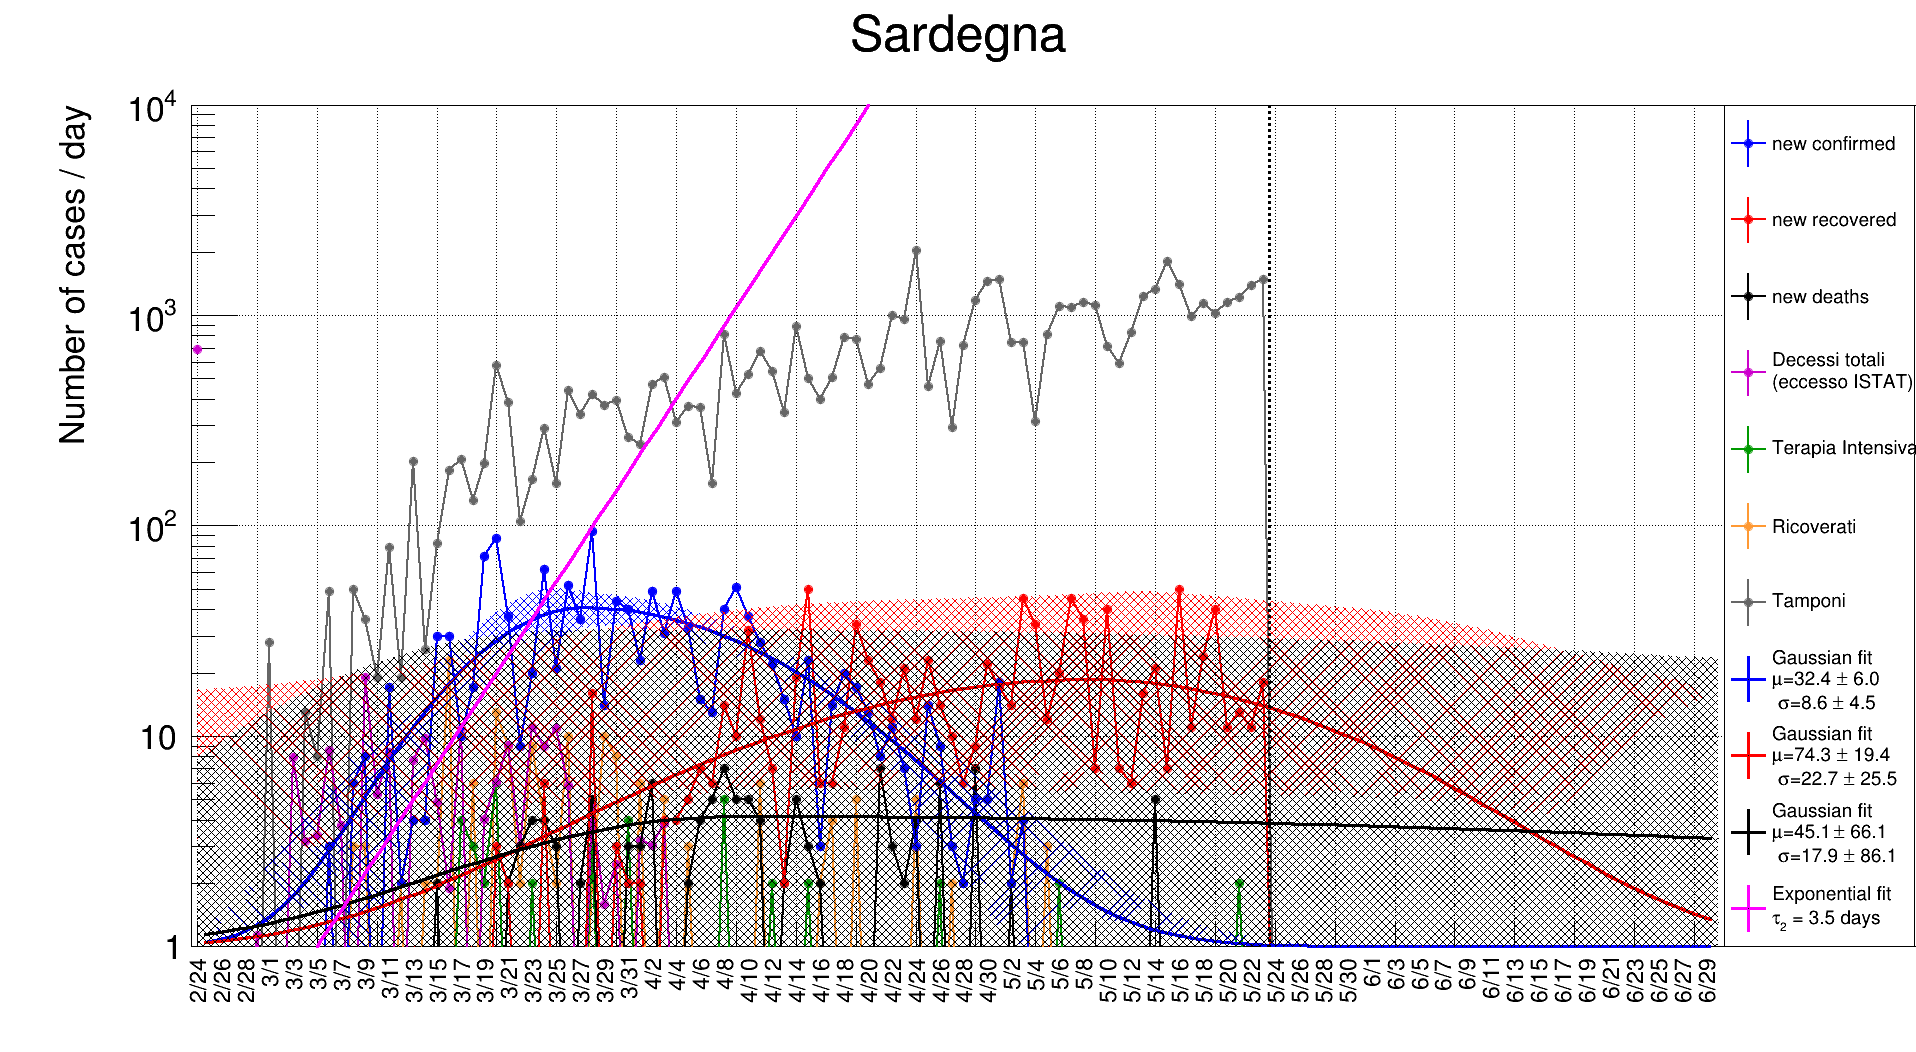 Sardegna
Number of cases / day
10⁴
10³
10²
10
1
2/24 2/26 2/28 3/1 3/3 3/5 3/7 3/9 3/11 3/13 3/15 3/17 3/19 3/21 3/23 3/25 3/27 3/29 3/31 4/2 4/4 4/6 4/8 4/10 4/12 4/14 4/16 4/18 4/20 4/22 4/24 4/26 4/28 4/30 5/2 5/4 5/6 5/8 5/10 5/12 5/14 5/16 5/18 5/20 5/22 5/24 5/26 5/28 5/30 6/1 6/3 6/5 6/7 6/9 6/11 6/13 6/15 6/17 6/19 6/21 6/23 6/25 6/27 6/29
new confirmed
new recovered
new deaths
Decessi totali
(eccesso ISTAT)
Terapia Intensiva
Ricoverati
Tamponi
Gaussian fit
μ=32.4 ± 6.0
σ=8.6 ± 4.5
Gaussian fit
μ=74.3 ± 19.4
σ=22.7 ± 25.5
Gaussian fit
μ=45.1 ± 66.1
σ=17.9 ± 86.1
Exponential fit
τ₂ = 3.5 days